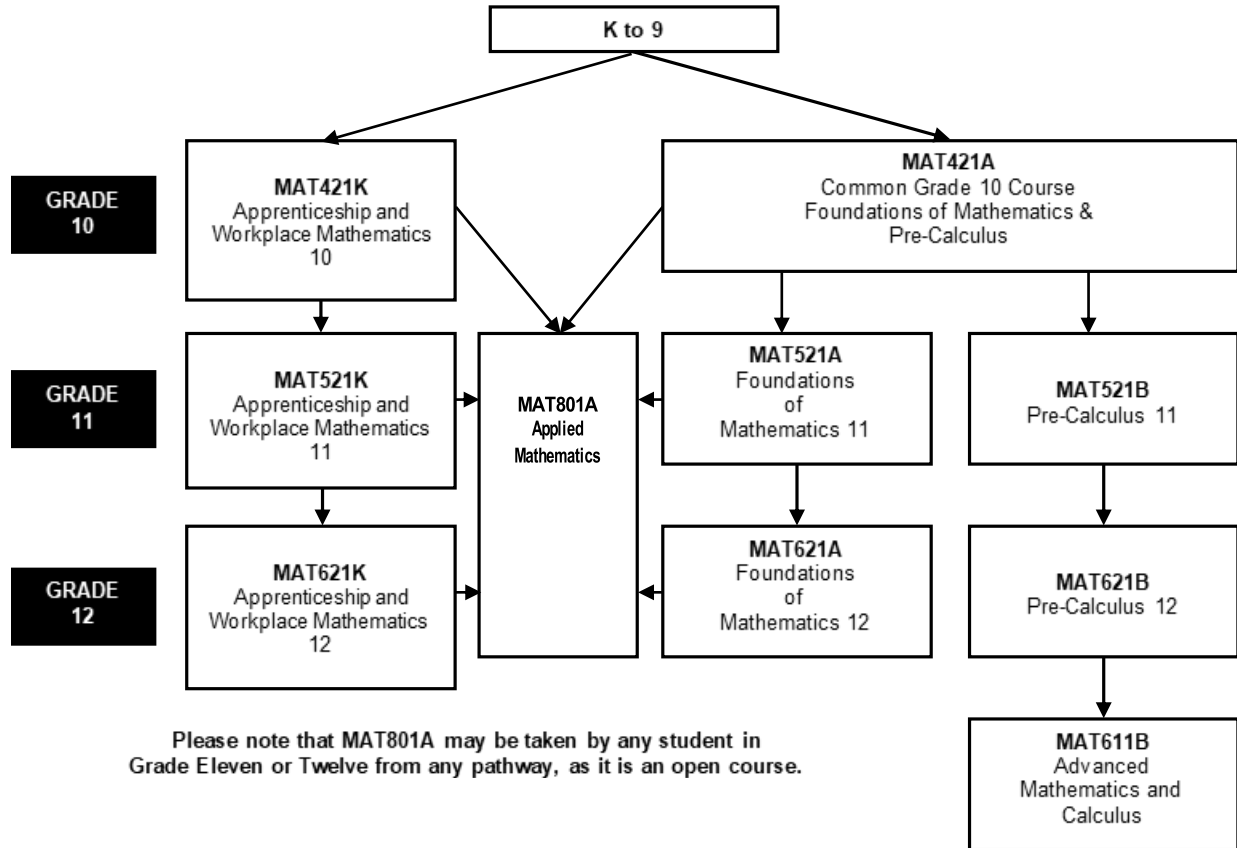 K to 9
GRADE
10
MAT421K
Apprenticeship and
Workplace Mathematics
10
MAT421A
Common Grade 10 Course
Foundations of Mathematics &
Pre-Calculus
GRADE
11
MAT521K
Apprenticeship and
Workplace Mathematics
11
MAT801A
Applied
Mathematics
MAT521A
Foundations
of
Mathematics 11
MAT521B
Pre-Calculus 11
GRADE
12
MAT621K
Apprenticeship and
Workplace Mathematics
12
MAT621A
Foundations
of
Mathematics 12
MAT621B
Pre-Calculus 12
Please note that MAT801A may be taken by any student in
Grade Eleven or Twelve from any pathway, as it is an open course.
MAT611B
Advanced
Mathematics and
Calculus